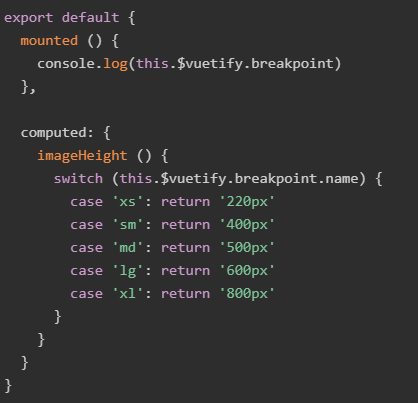 export default {
  mounted () {
    console.log(this.$vuetify.breakpoint)
  },

  computed: {
    imageHeight () {
      switch (this.$vuetify.breakpoint.name) {
        case 'xs': return '220px'
        case 'sm': return '400px'
        case 'md': return '500px'
        case 'lg': return '600px'
        case 'xl': return '800px'
      }
    }
  }
}